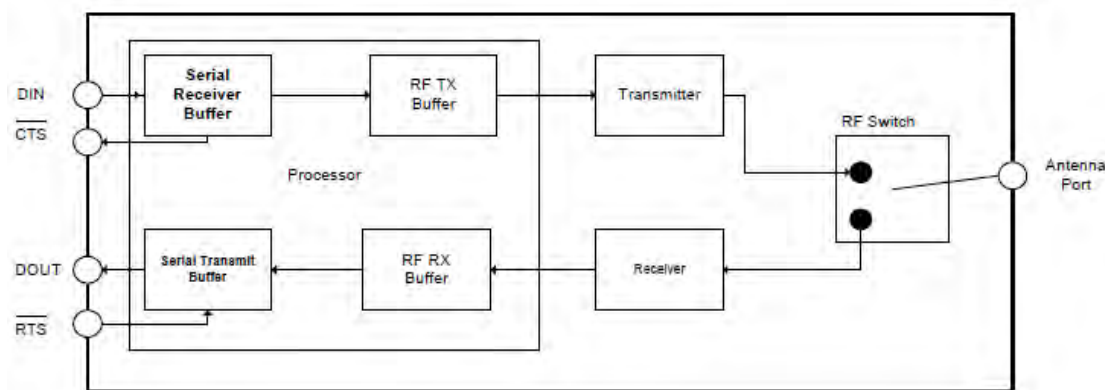 DIN
CTS
Serial
Receiver
Buffer
RF TX
Buffer
Transmitter
RF Switch
Antenna
Port
Processor
DOUT
RTS
Serial Transmit
Buffer
RF RX
Buffer
Receiver